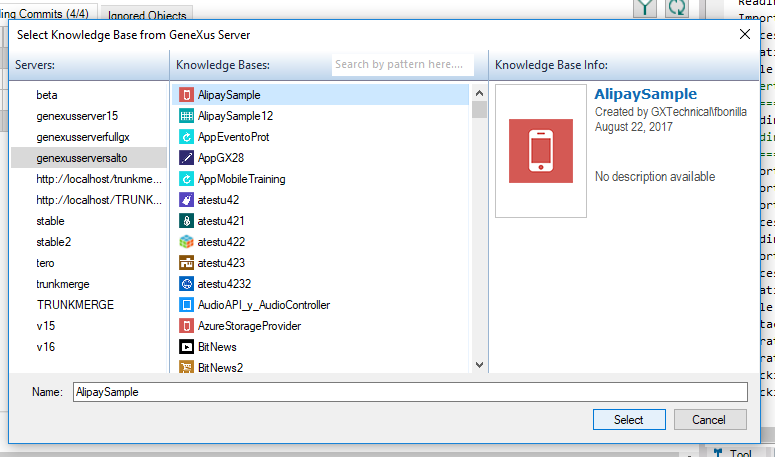 ling Commits (4/4)
Ignored Objects
Select Knowledge Base from GeneXus Server
Servers:
Knowledge Bases:
Search by pattern here....
Knowledge Base Info:
beta
genexusserver15
genexusserverfullgx
genexusserversalto
http://localhost/trunkme...
http://localhost/TRUNK...
stable
stable2
tero
trunkmerge
TRUNKMERGE
v15
v16
AlipaySample
AlipaySample12
AppEventoProt
AppGX28
AppMobileTraining
atestu42
atestu421
atestu422
atestu423
atestu4232
AudioAPI_y_AudioController
AzureStorageProvider
BitNews
BitNews2
AlipaySample
Created by GXTechnical\fbonilla
August 22, 2017
No description available
Name:
AlipaySample
Select
Cancel
Tool